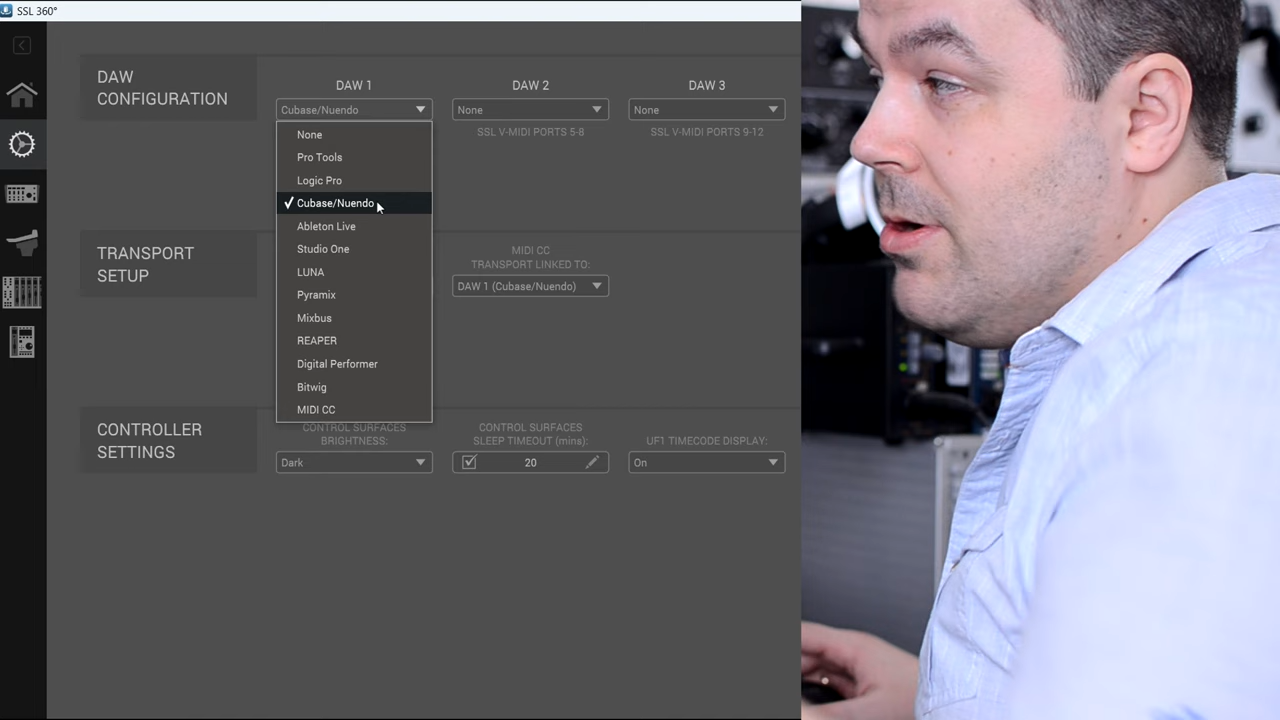 SSL 360°
DAW
CONFIGURATION
DAW 1
DAW 2
DAW 3
Cubase/Nuendo
None
None
SSL V-MIDI PORTS 5-8
SSL V-MIDI PORTS 9-12
None
Pro Tools
Logic Pro
✓ Cubase/Nuendo
Ableton Live
Studio One
LUNA
Pyramix
Mixbus
REAPER
Digital Performer
Bitwig
MIDI CC
TRANSPORT
SETUP
MIDI CC
TRANSPORT LINKED TO:
DAW 1 (Cubase/Nuendo)
CONTROLLER
SETTINGS
CONTROL SURFACES
BRIGHTNESS:
Dark
CONTROL SURFACES
SLEEP TIMEOUT (mins):
20
UF1 TIMECODE DISPLAY:
On